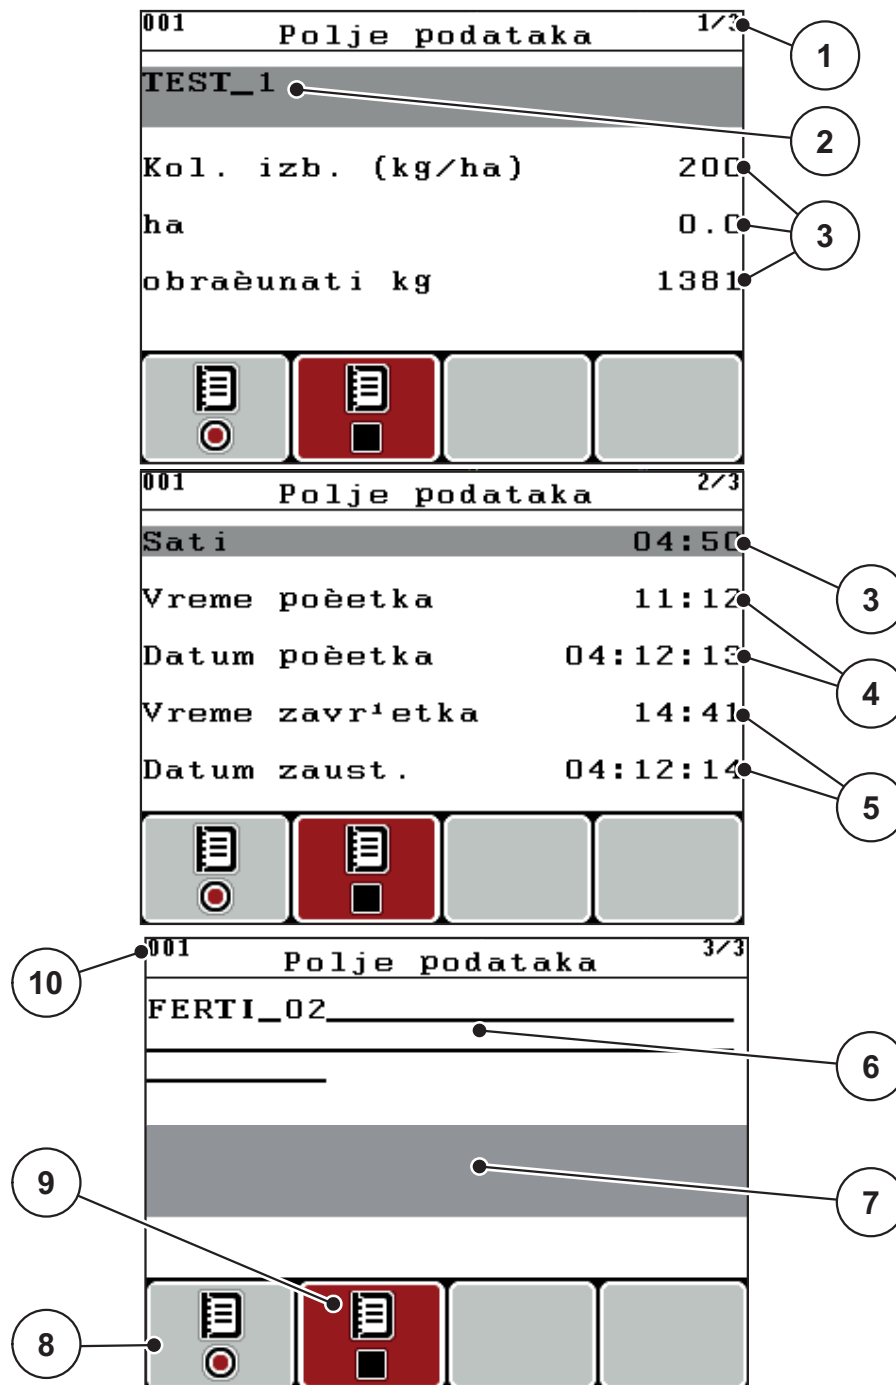 001 Polje podataka 1/3
1
TEST_1
2
Kol. izb. (kg/ha) 200
ha 0.0
3
obraèunati kg 1381
001 Polje podataka 2/3
Sati 04:50
3
Vreme poèetka 11:12
Datum poèetka 04:12:13
4
Vreme zavr¹etka 14:41
Datum zaust. 04:12:14
5
001 Polje podataka 3/3
10
FERTI_02
6
9
7
8